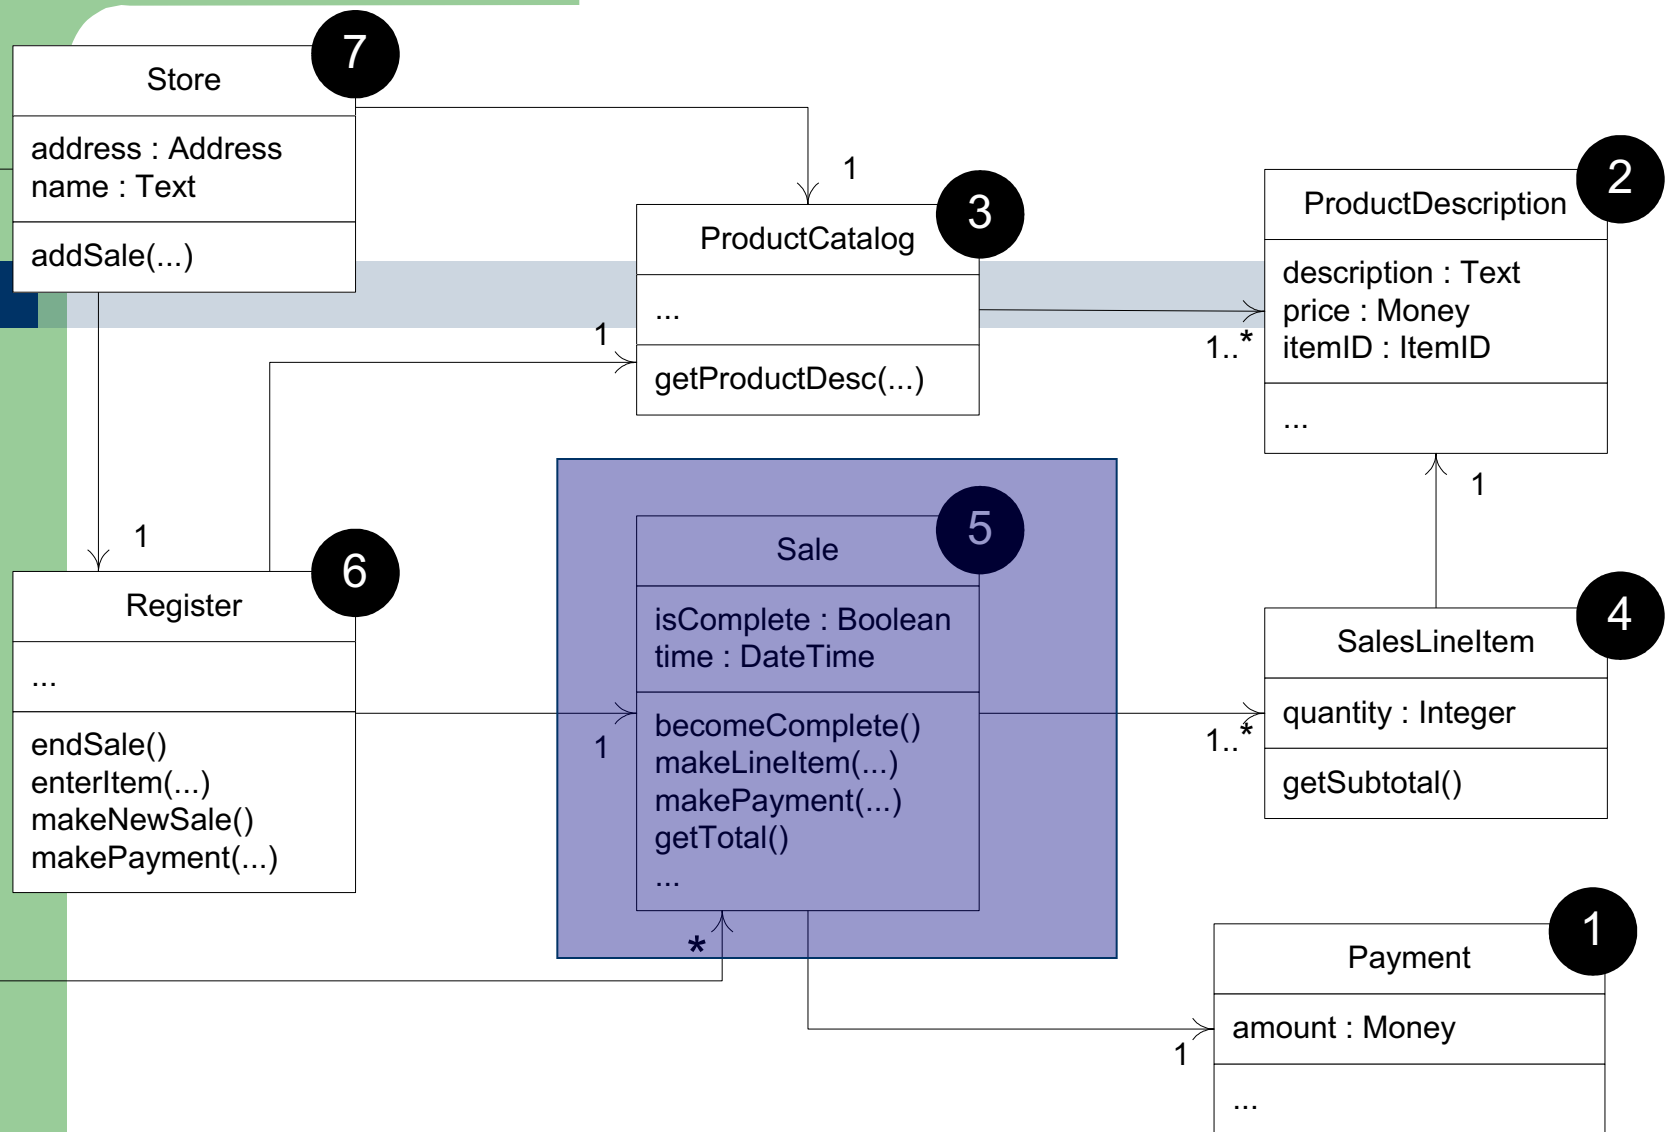 7
Store
address : Address
name : Text
addSale(...)
1
3
ProductCatalog
...
getProductDesc(...)
1
2
ProductDescription
description : Text
price : Money
itemID : ItemID
...
1..*
1
1
6
Register
...
endSale()
enterItem(...)
makeNewSale()
makePayment(...)
5
Sale
isComplete : Boolean
time : DateTime
becomeComplete()
makeLineItem(...)
makePayment(...)
getTotal()
...
1
*
4
SalesLineItem
quantity : Integer
getSubtotal()
1..*
1
Payment
amount : Money
...
1